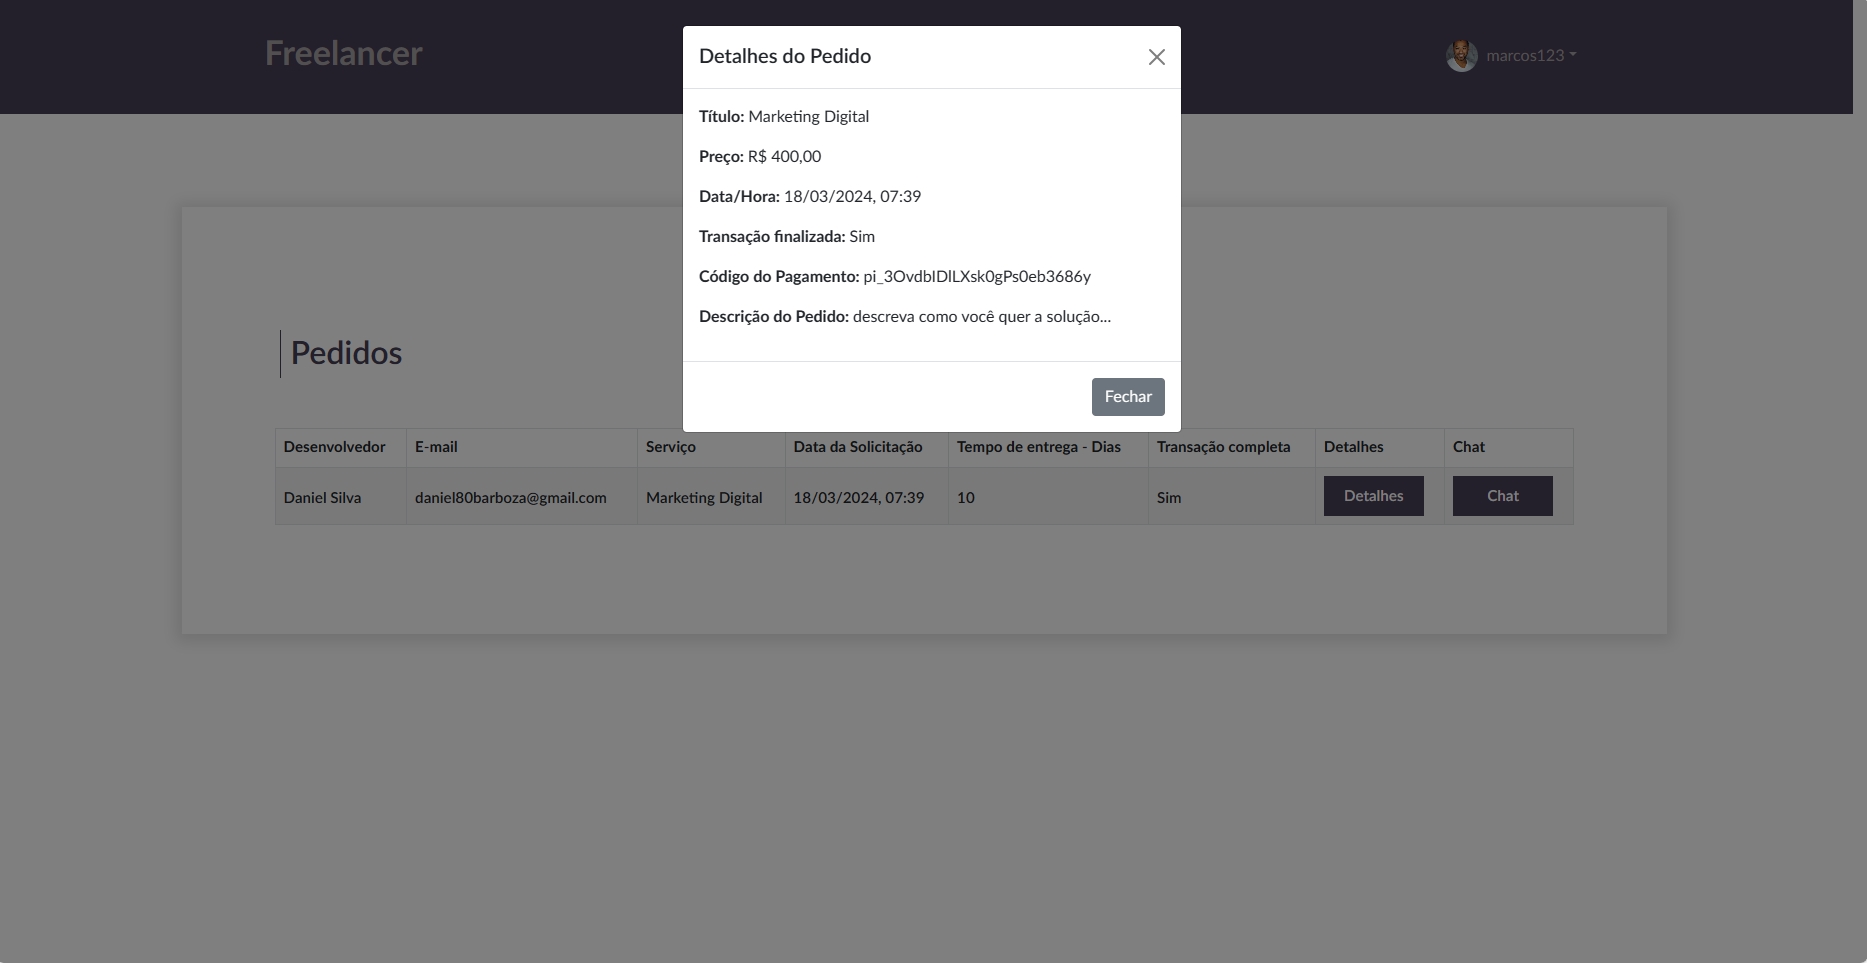 Freelancer
marcos123
Detalhes do Pedido
Título: Marketing Digital
Preço: R$ 400,00
Data/Hora: 18/03/2024, 07:39
Transação finalizada: Sim
Código do Pagamento: pi_3OvdbIDlLXsk0gPs0eb3686y
Descrição do Pedido: descreva como você quer a solução...
Fechar
Pedidos
Desenvolvedor E-mail Serviço Data da Solicitação Tempo de entrega - Dias Transação completa Detalhes Chat
Daniel Silva daniel80barboza@gmail.com Marketing Digital 18/03/2024, 07:39 10 Sim Detalhes Chat